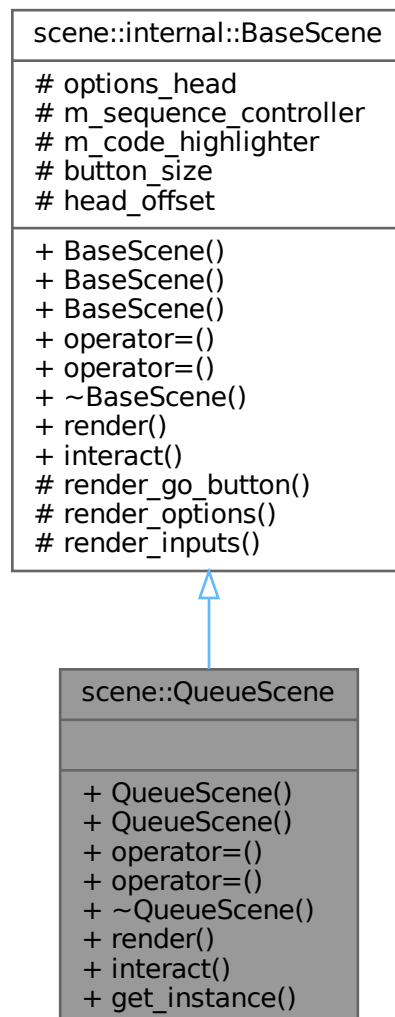 scene::internal::BaseScene
# options_head
# m_sequence_controller
# m_code_highlighter
# button_size
# head_offset
+ BaseScene()
+ BaseScene()
+ BaseScene()
+ operator=()
+ operator=()
+ ~BaseScene()
+ render()
+ interact()
# render_go_button()
# render_options()
# render_inputs()
scene::QueueScene
+ QueueScene()
+ QueueScene()
+ operator=()
+ operator=()
+ ~QueueScene()
+ render()
+ interact()
+ get_instance()